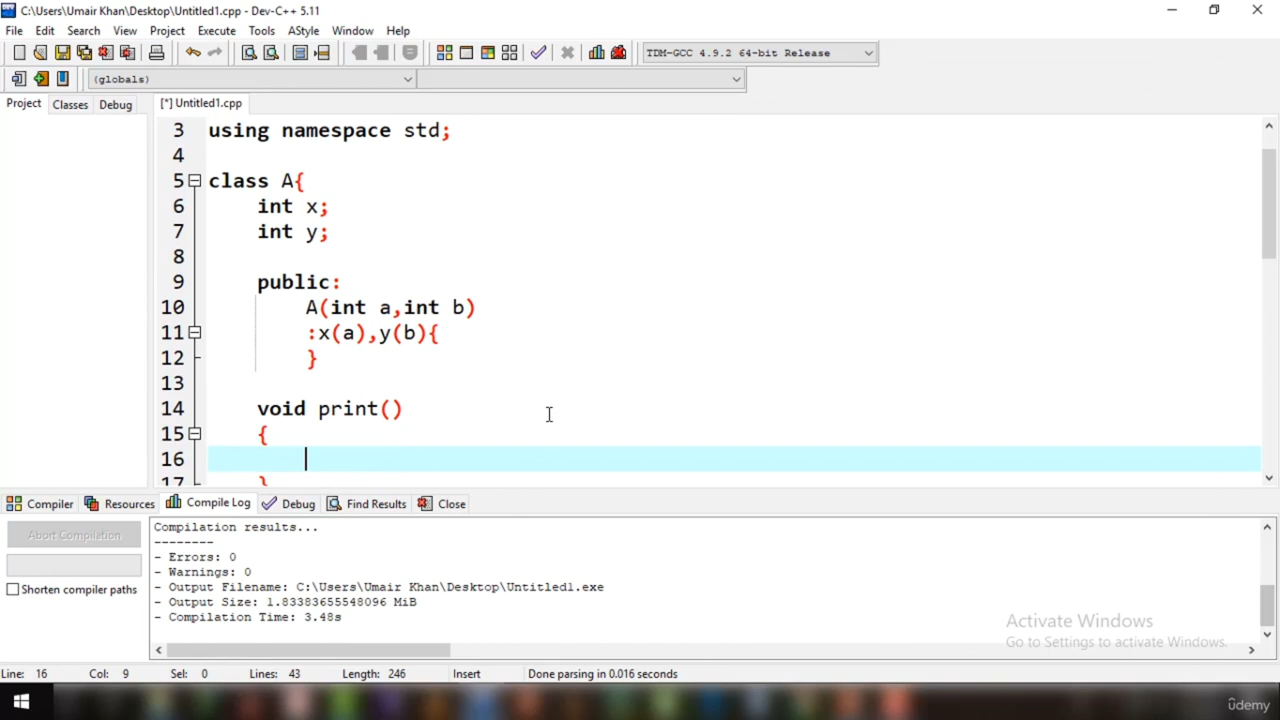 C:\Users\Umair Khan\Desktop\Untitled1.cpp - Dev-C++ 5.11
File Edit Search View Project Execute Tools AStyle Window Help
TDM-GCC 4.9.2 64-bit Release
(globals)
Project Classes Debug [*] Untitled1.cpp
3 using namespace std;
4
5 class A{
6 int x;
7 int y;
8
9 public:
10 A(int a,int b)
11 :x(a),y(b){
12 }
13
14 void print()
15 {
16
17 }
Compiler Resources Compile Log Debug Find Results Close
Abort Compilation
Shorten compiler paths
Compilation results...
--------
- Errors: 0
- Warnings: 0
- Output Filename: C:\Users\Umair Khan\Desktop\Untitled1.exe
- Output Size: 1.83383655548096 MiB
- Compilation Time: 3.48s
Activate Windows
Go to Settings to activate Windows.
Line: 16 Col: 9 Sel: 0 Lines: 43 Length: 246 Insert Done parsing in 0.016 seconds
ûdemy